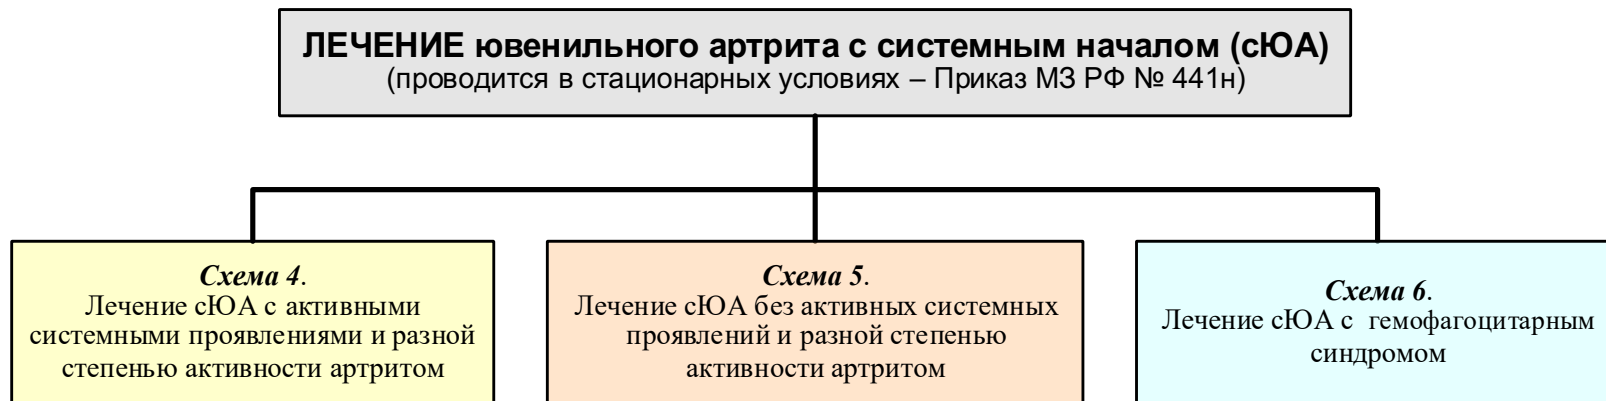 ЛЕЧЕНИЕ ювенильного артрита с системным началом (сЮА)
(проводится в стационарных условиях – Приказ МЗ РФ № 441н)
Схема 4.
Лечение сЮА с активными
системными проявлениями и разной
степенью активности артритом
Схема 5.
Лечение сЮА без активных системных
проявлений и разной степенью
активности артритом
Схема 6.
Лечение сЮА с гемофагоцитарным
синдромом